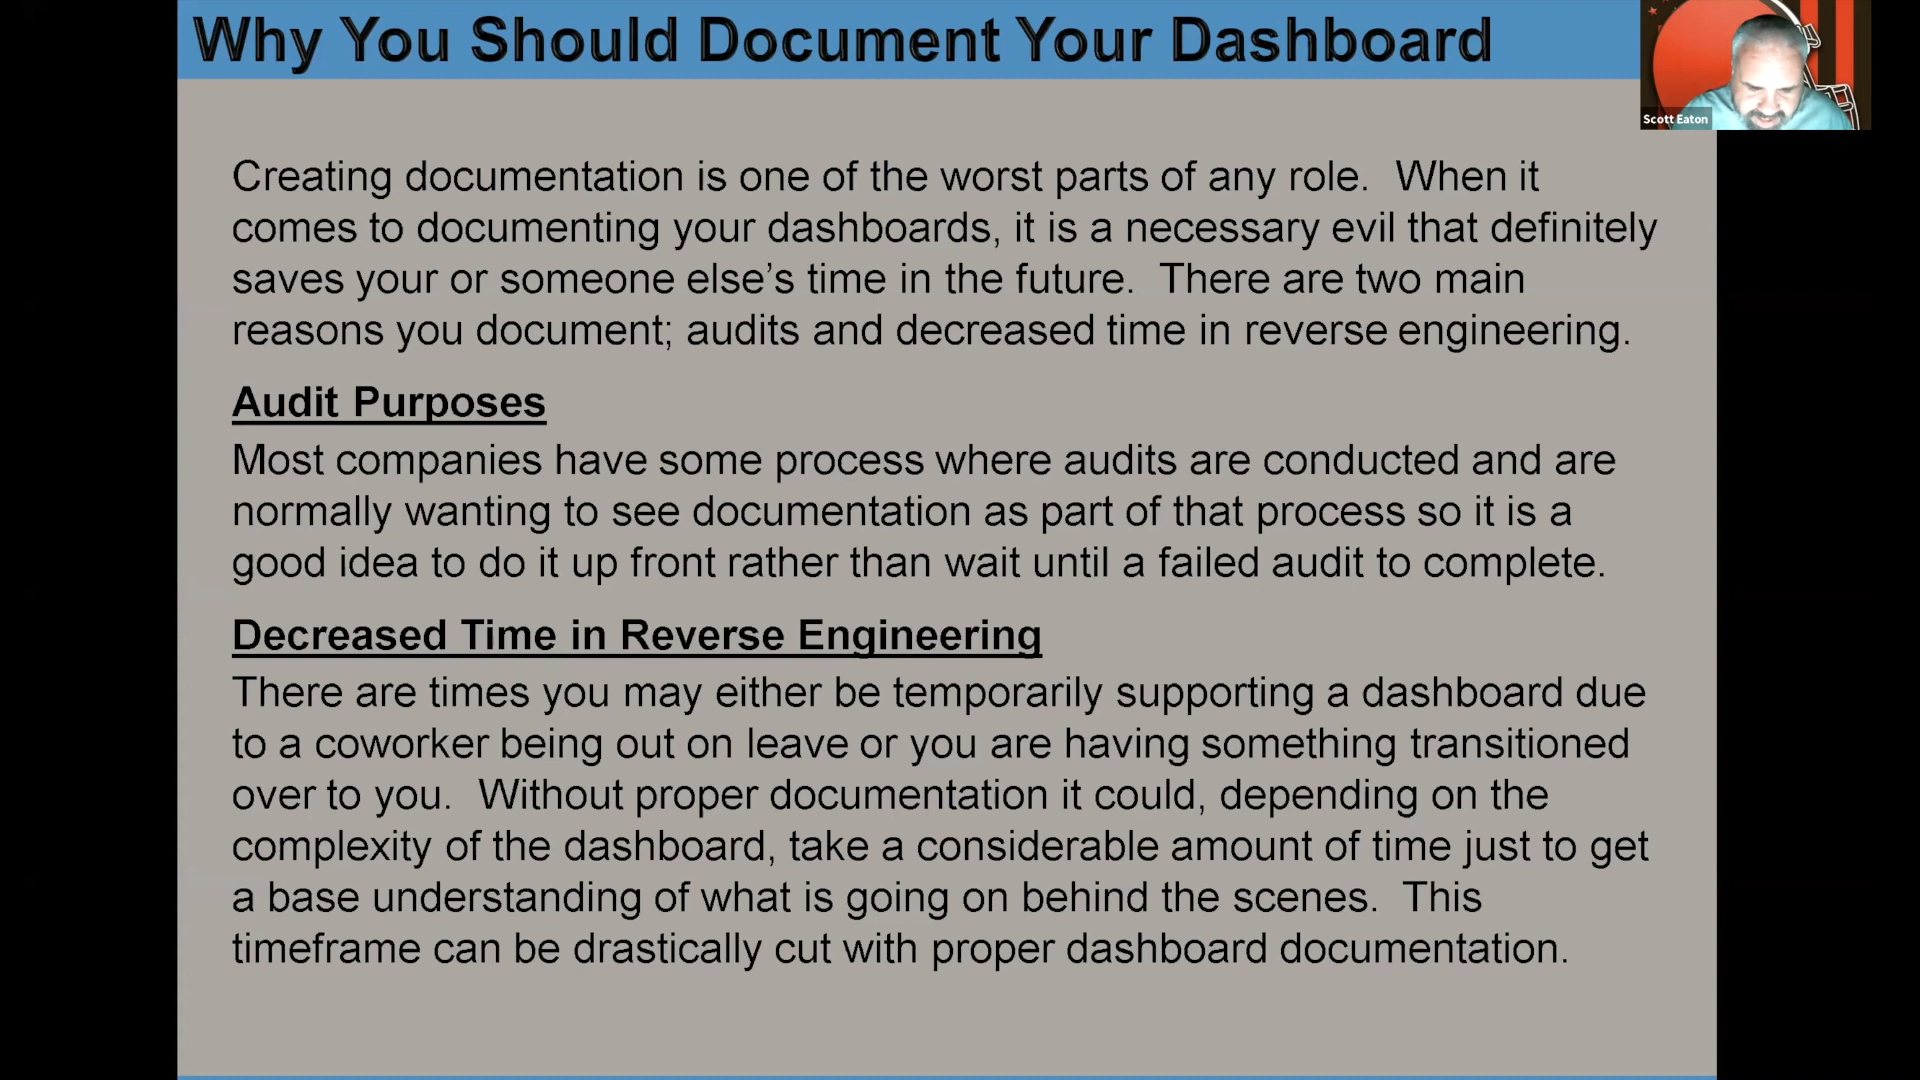 Why You Should Document Your Dashboard
Scott Eaton
Creating documentation is one of the worst parts of any role.  When it
comes to documenting your dashboards, it is a necessary evil that definitely
saves your or someone else’s time in the future.  There are two main
reasons you document; audits and decreased time in reverse engineering.
Audit Purposes
Most companies have some process where audits are conducted and are
normally wanting to see documentation as part of that process so it is a
good idea to do it up front rather than wait until a failed audit to complete.
Decreased Time in Reverse Engineering
There are times you may either be temporarily supporting a dashboard due
to a coworker being out on leave or you are having something transitioned
over to you.  Without proper documentation it could, depending on the
complexity of the dashboard, take a considerable amount of time just to get
a base understanding of what is going on behind the scenes.  This
timeframe can be drastically cut with proper dashboard documentation.